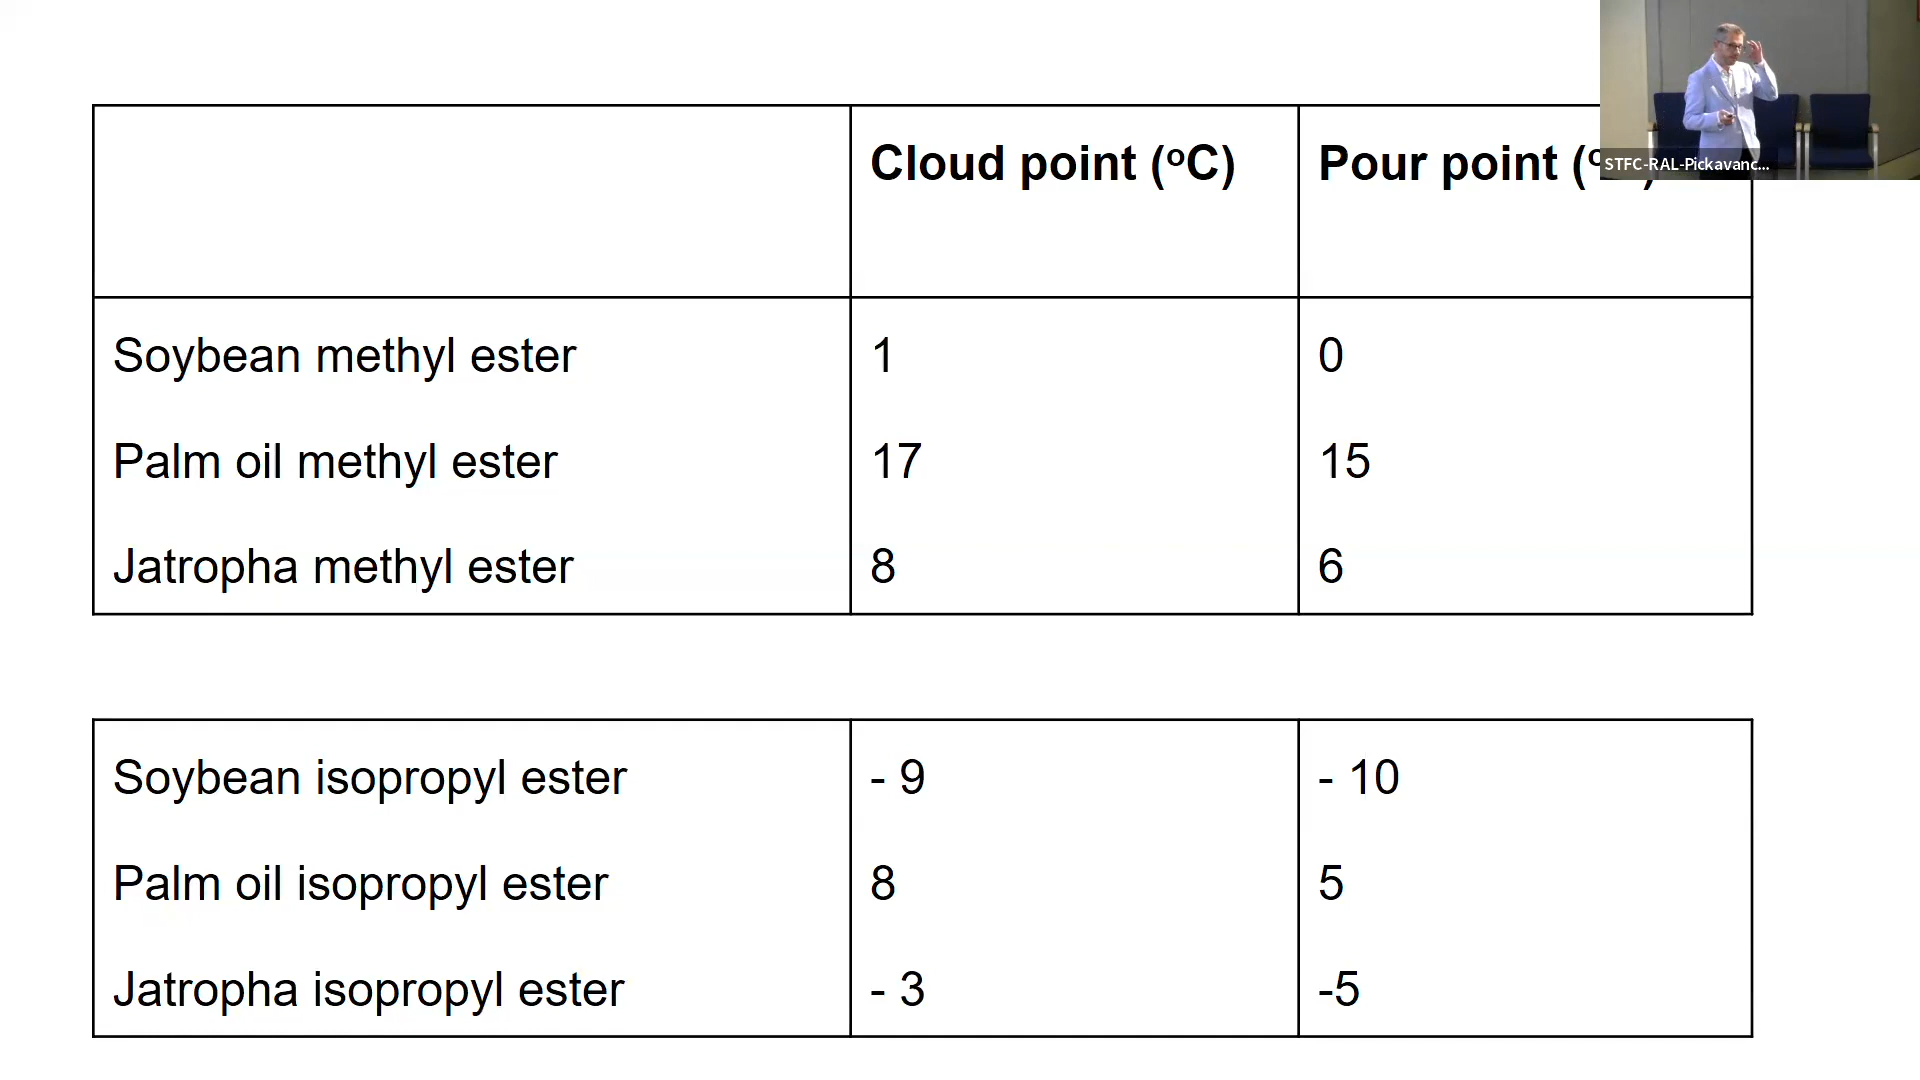 Cloud point (ºC) Pour point (º
STFC-RAL-Pickavanc...
Soybean methyl ester 1 0
Palm oil methyl ester 17 15
Jatropha methyl ester 8 6
Soybean isopropyl ester - 9 - 10
Palm oil isopropyl ester 8 5
Jatropha isopropyl ester - 3 -5